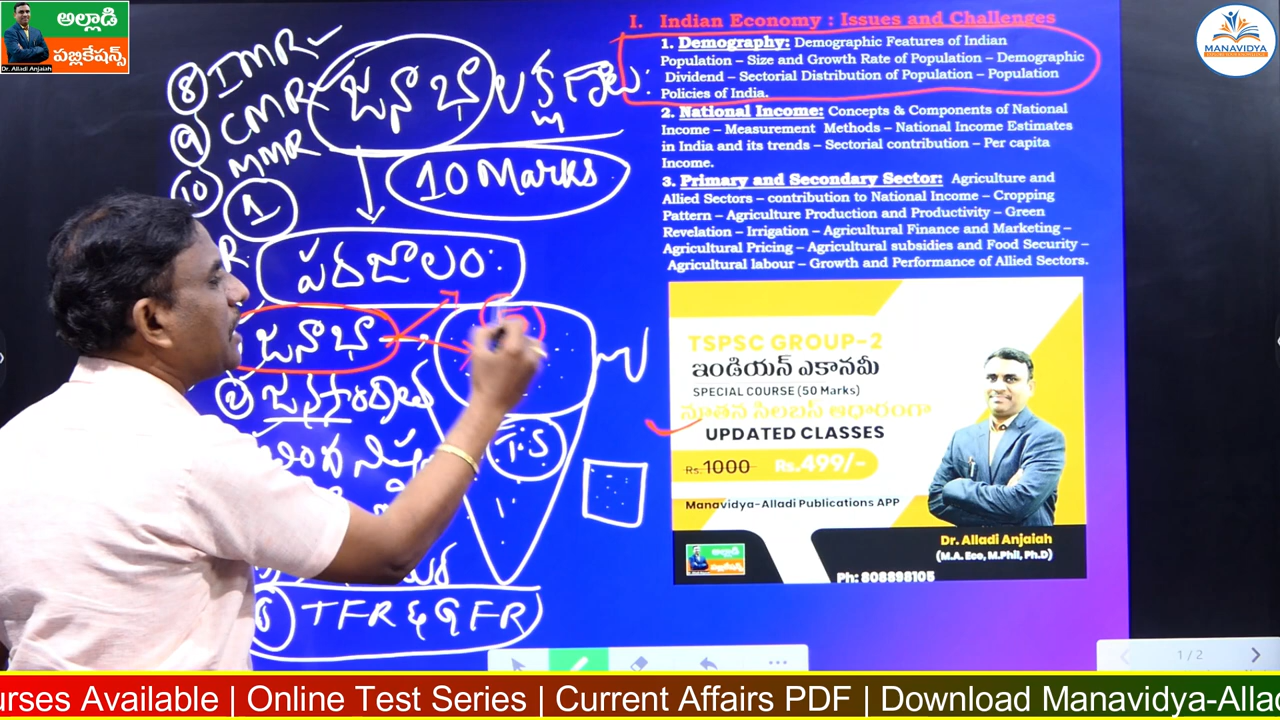 అల్లాడి
పబ్లికేషన్స్
Dr. Alladi Anjaiah
MANAVIDYA
8 IMR
9 CMR
10 MMR
జనాభా లక్షణాలు:
10 Marks
1
జనాభా
2
T.S
6 TFR & GFR
I. Indian Economy : Issues and Challenges
1. Demography: Demographic Features of Indian
Population – Size and Growth Rate of Population – Demographic
Dividend – Sectorial Distribution of Population – Population
Policies of India.
2. National Income: Concepts & Components of National
Income – Measurement Methods – National Income Estimates
in India and its trends – Sectorial contribution – Per capita
Income.
3. Primary and Secondary Sector: Agriculture and
Allied Sectors – contribution to National Income – Cropping
Pattern – Agriculture Production and Productivity – Green
Revelation – Irrigation – Agricultural Finance and Marketing –
Agricultural Pricing – Agricultural subsidies and Food Security –
Agricultural labour – Growth and Performance of Allied Sectors.
TSPSC GROUP-2
ఇండియన్ ఎకానమీ
SPECIAL COURSE (50 Marks)
నూతన సిలబస్ ఆధారంగా
UPDATED CLASSES
Rs.1000 Rs.499/-
Manavidya-Alladi Publications APP
అల్లాడి
పబ్లికేషన్స్
Dr. Alladi Anjaiah
(M.A. Eco, M.Phil, Ph.D)
Ph: 808898105
1 / 2
urses Available | Online Test Series | Current Affairs PDF | Download Manavidya-Alla